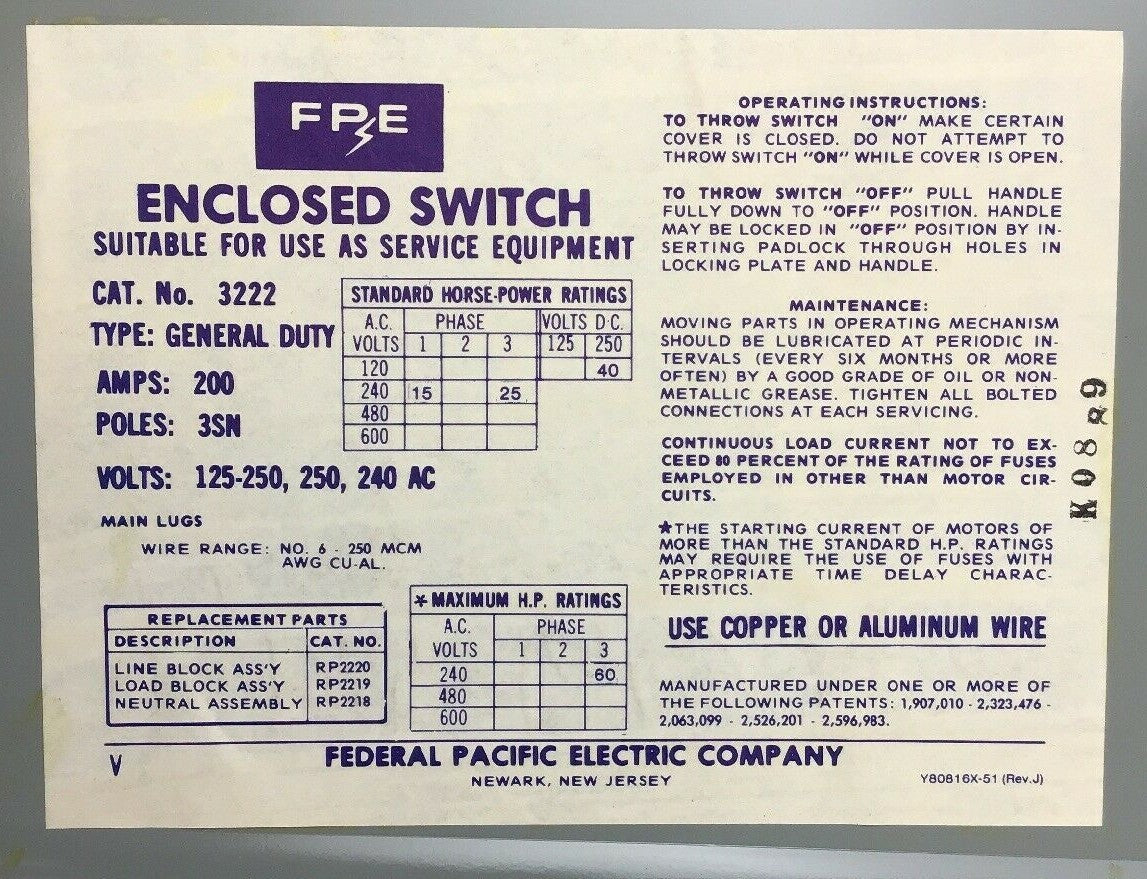 FPE
ENCLOSED SWITCH
SUITABLE FOR USE AS SERVICE EQUIPMENT
CAT. No. 3222
TYPE: GENERAL DUTY
AMPS: 200
POLES: 3SN
VOLTS: 125-250, 250, 240 AC
STANDARD HORSE-POWER RATINGS
A.C. PHASE VOLTS D.C.
VOLTS 1 2 3 125 250
120 40
240 15 25
480
600
MAIN LUGS
WIRE RANGE: NO. 6 - 250 MCM
AWG CU-AL.
REPLACEMENT PARTS
DESCRIPTION CAT. NO.
LINE BLOCK ASS'Y RP2220
LOAD BLOCK ASS'Y RP2219
NEUTRAL ASSEMBLY RP2218
*MAXIMUM H.P. RATINGS
A.C. PHASE
VOLTS 1 2 3
240 60
480
600
OPERATING INSTRUCTIONS:
TO THROW SWITCH "ON" MAKE CERTAIN
COVER IS CLOSED. DO NOT ATTEMPT TO
THROW SWITCH "ON" WHILE COVER IS OPEN.
TO THROW SWITCH "OFF" PULL HANDLE
FULLY DOWN TO "OFF" POSITION. HANDLE
MAY BE LOCKED IN "OFF" POSITION BY IN-
SERTING PADLOCK THROUGH HOLES IN
LOCKING PLATE AND HANDLE.
MAINTENANCE:
MOVING PARTS IN OPERATING MECHANISM
SHOULD BE LUBRICATED AT PERIODIC IN-
TERVALS (EVERY SIX MONTHS OR MORE
OFTEN) BY A GOOD GRADE OF OIL OR NON-
METALLIC GREASE. TIGHTEN ALL BOLTED
CONNECTIONS AT EACH SERVICING.
CONTINUOUS LOAD CURRENT NOT TO EX-
CEED 80 PERCENT OF THE RATING OF FUSES
EMPLOYED IN OTHER THAN MOTOR CIR-
CUITS.
*THE STARTING CURRENT OF MOTORS OF
MORE THAN THE STANDARD H.P. RATINGS
MAY REQUIRE THE USE OF FUSES WITH
APPROPRIATE TIME DELAY CHARAC-
TERISTICS.
USE COPPER OR ALUMINUM WIRE
MANUFACTURED UNDER ONE OR MORE OF
THE FOLLOWING PATENTS: 1,907,010 - 2,323,476 -
2,063,099 - 2,526,201 - 2,596,983.
V
FEDERAL PACIFIC ELECTRIC COMPANY
NEWARK, NEW JERSEY
Y80816X-51 (Rev.J)